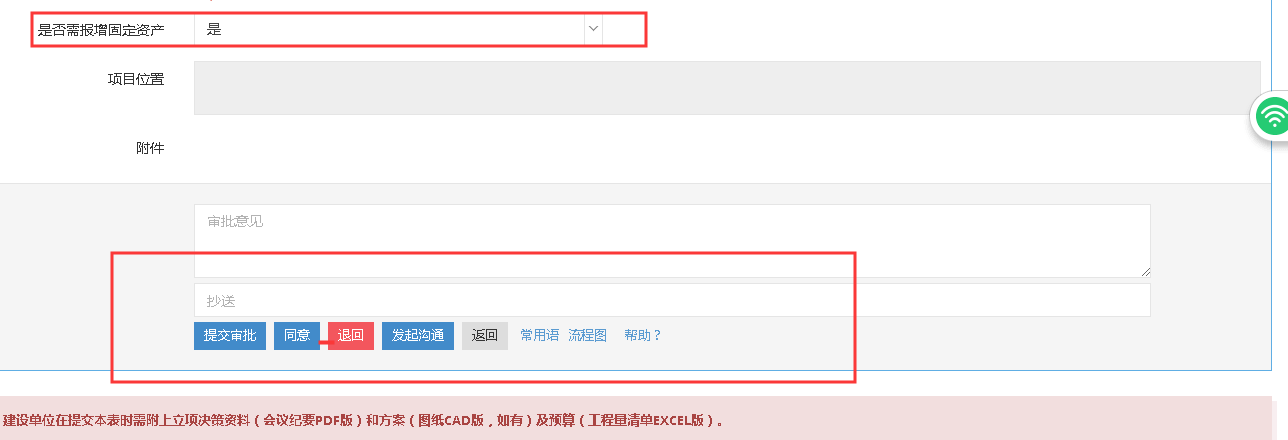 是否需报增固定资产 是
项目位置
附件
审批意见
抄送
提交审批 同意 退回 发起沟通 返回 常用语 流程图 帮助？
建设单位在提交本表时需附上立项决策资料（会议纪要PDF版）和方案（图纸CAD版，如有）及预算（工程量清单EXCEL版）。